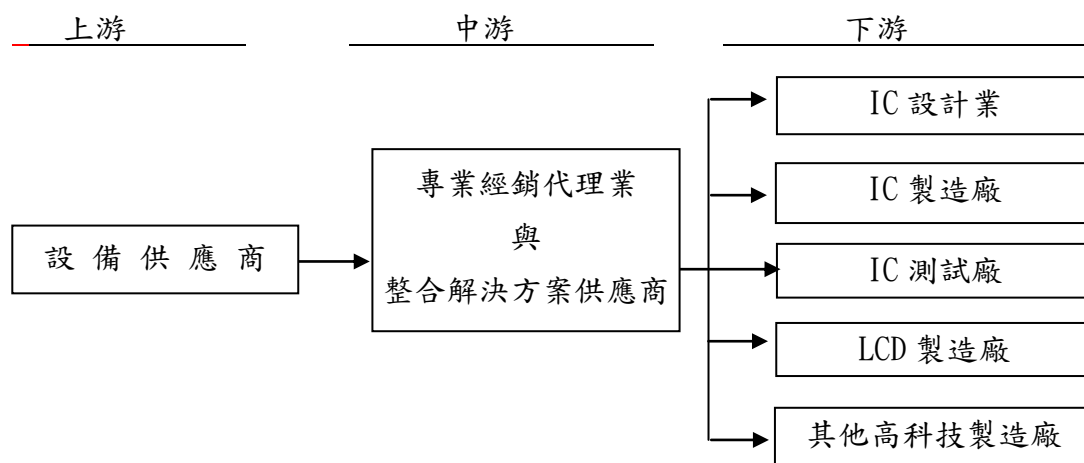 上游
中游
下游
設備供應商
專業經銷代理業
與
整合解決方案供應商
IC 設計業
IC 製造廠
IC 測試廠
LCD 製造廠
其他高科技製造廠